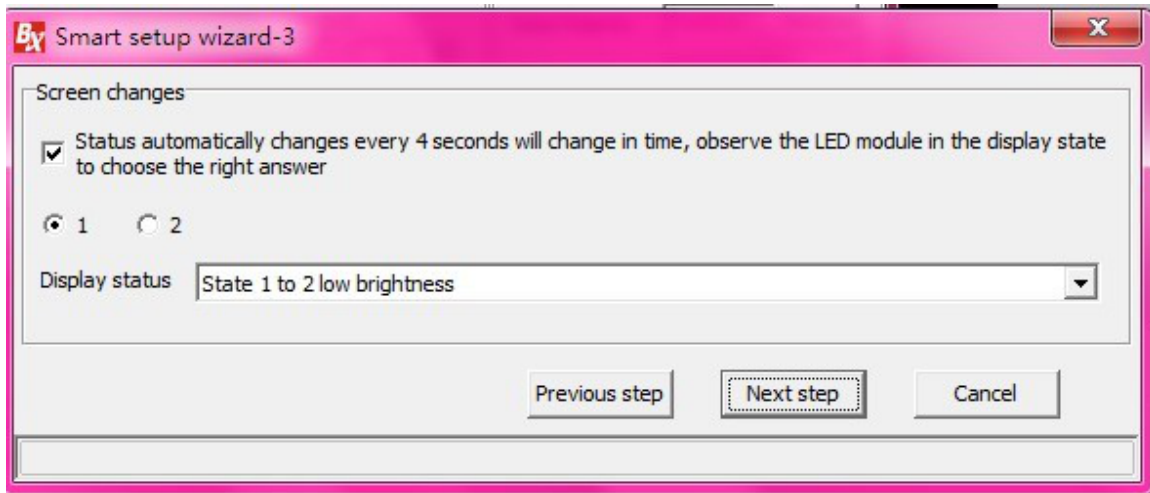 BX Smart setup wizard-3
Screen changes
Status automatically changes every 4 seconds will change in time, observe the LED module in the display state
to choose the right answer
1 2
Display status State 1 to 2 low brightness
Previous step Next step Cancel